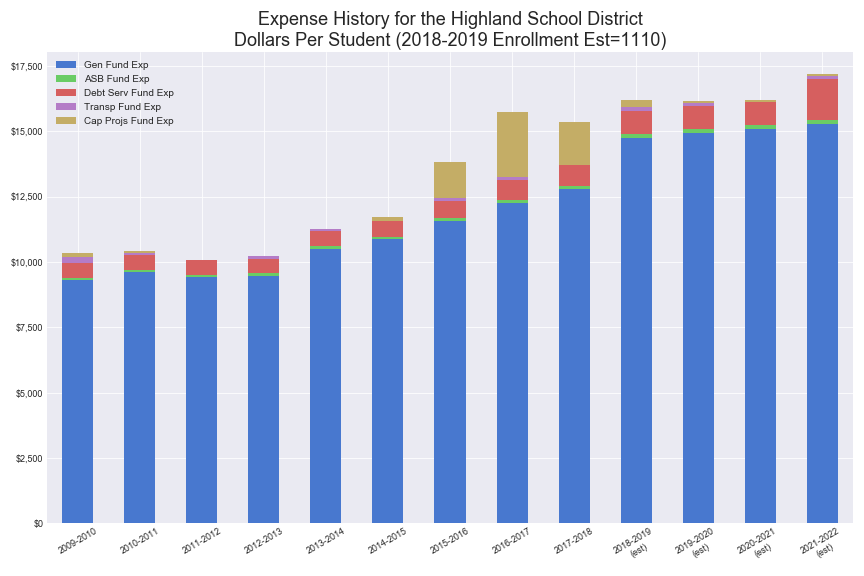 Expense History for the Highland School District
Dollars Per Student (2018-2019 Enrollment Est=1110)
Gen Fund Exp
ASB Fund Exp
Debt Serv Fund Exp
Transp Fund Exp
Cap Projs Fund Exp
$17,500
$15,000
$12,500
$10,000
$7,500
$5,000
$2,500
$0
2009-2010
2010-2011
2011-2012
2012-2013
2013-2014
2014-2015
2015-2016
2016-2017
2017-2018
2018-2019
(est)
2019-2020
(est)
2020-2021
(est)
2021-2022
(est)